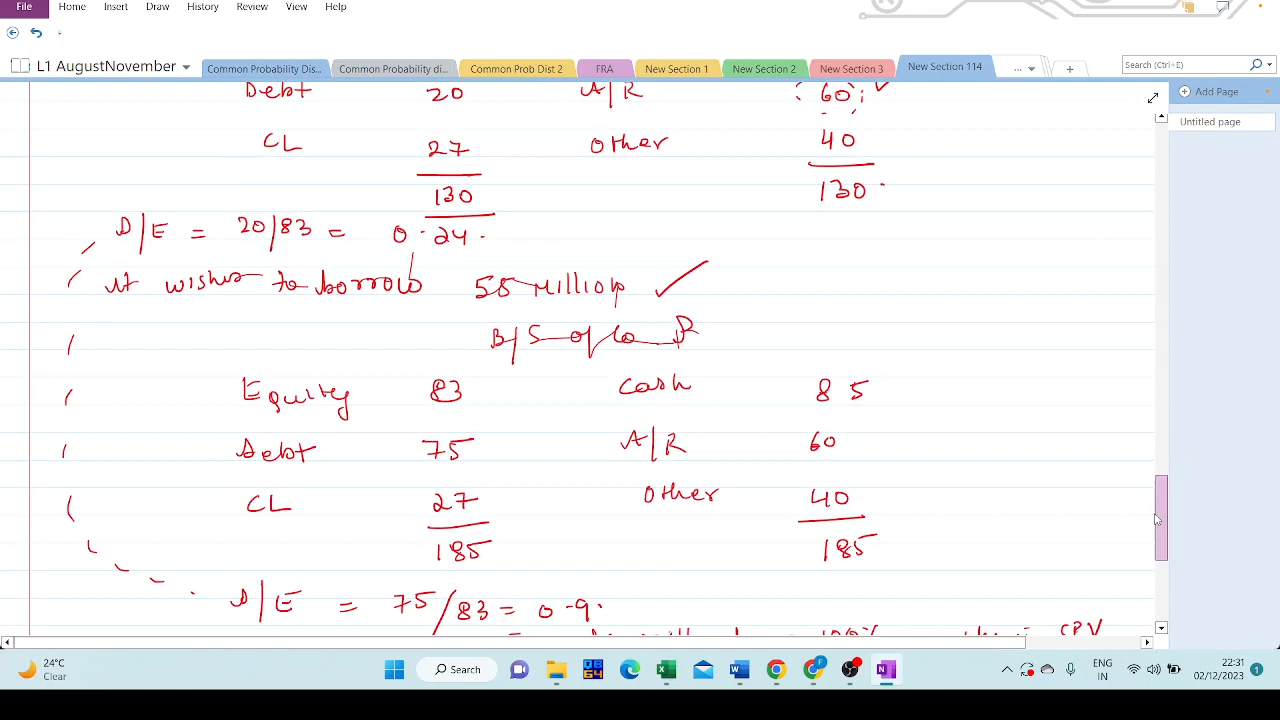 File Home Insert Draw History Review View Help
L1 AugustNovember Common Probability Dis... Common Probability di... Common Prob Dist 2 FRA New Section 1 New Section 2 New Section 3 New Section 114 ... + Search (Ctrl+E)
Add Page
Untitled page
Debt 20 A/R 60
CL 27 Other 40
130 130
D/E = 20/83 = 0.24.
It wishes to borrow 55 Million
B/S of Co P
Equity 83 Cash 85
Debt 75 A/R 60
CL 27 Other 40
185 185
D/E = 75/83 = 0.9.
100% SPV
24°C
Clear
Search
ENG
IN
22:31
02/12/2023